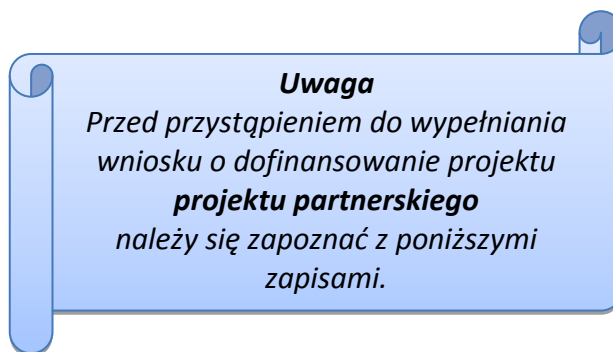 Uwaga
Przed przystąpieniem do wypełniania
wniosku o dofinansowanie projektu
projektu partnerskiego
należy się zapoznać z poniższymi
zapisami.